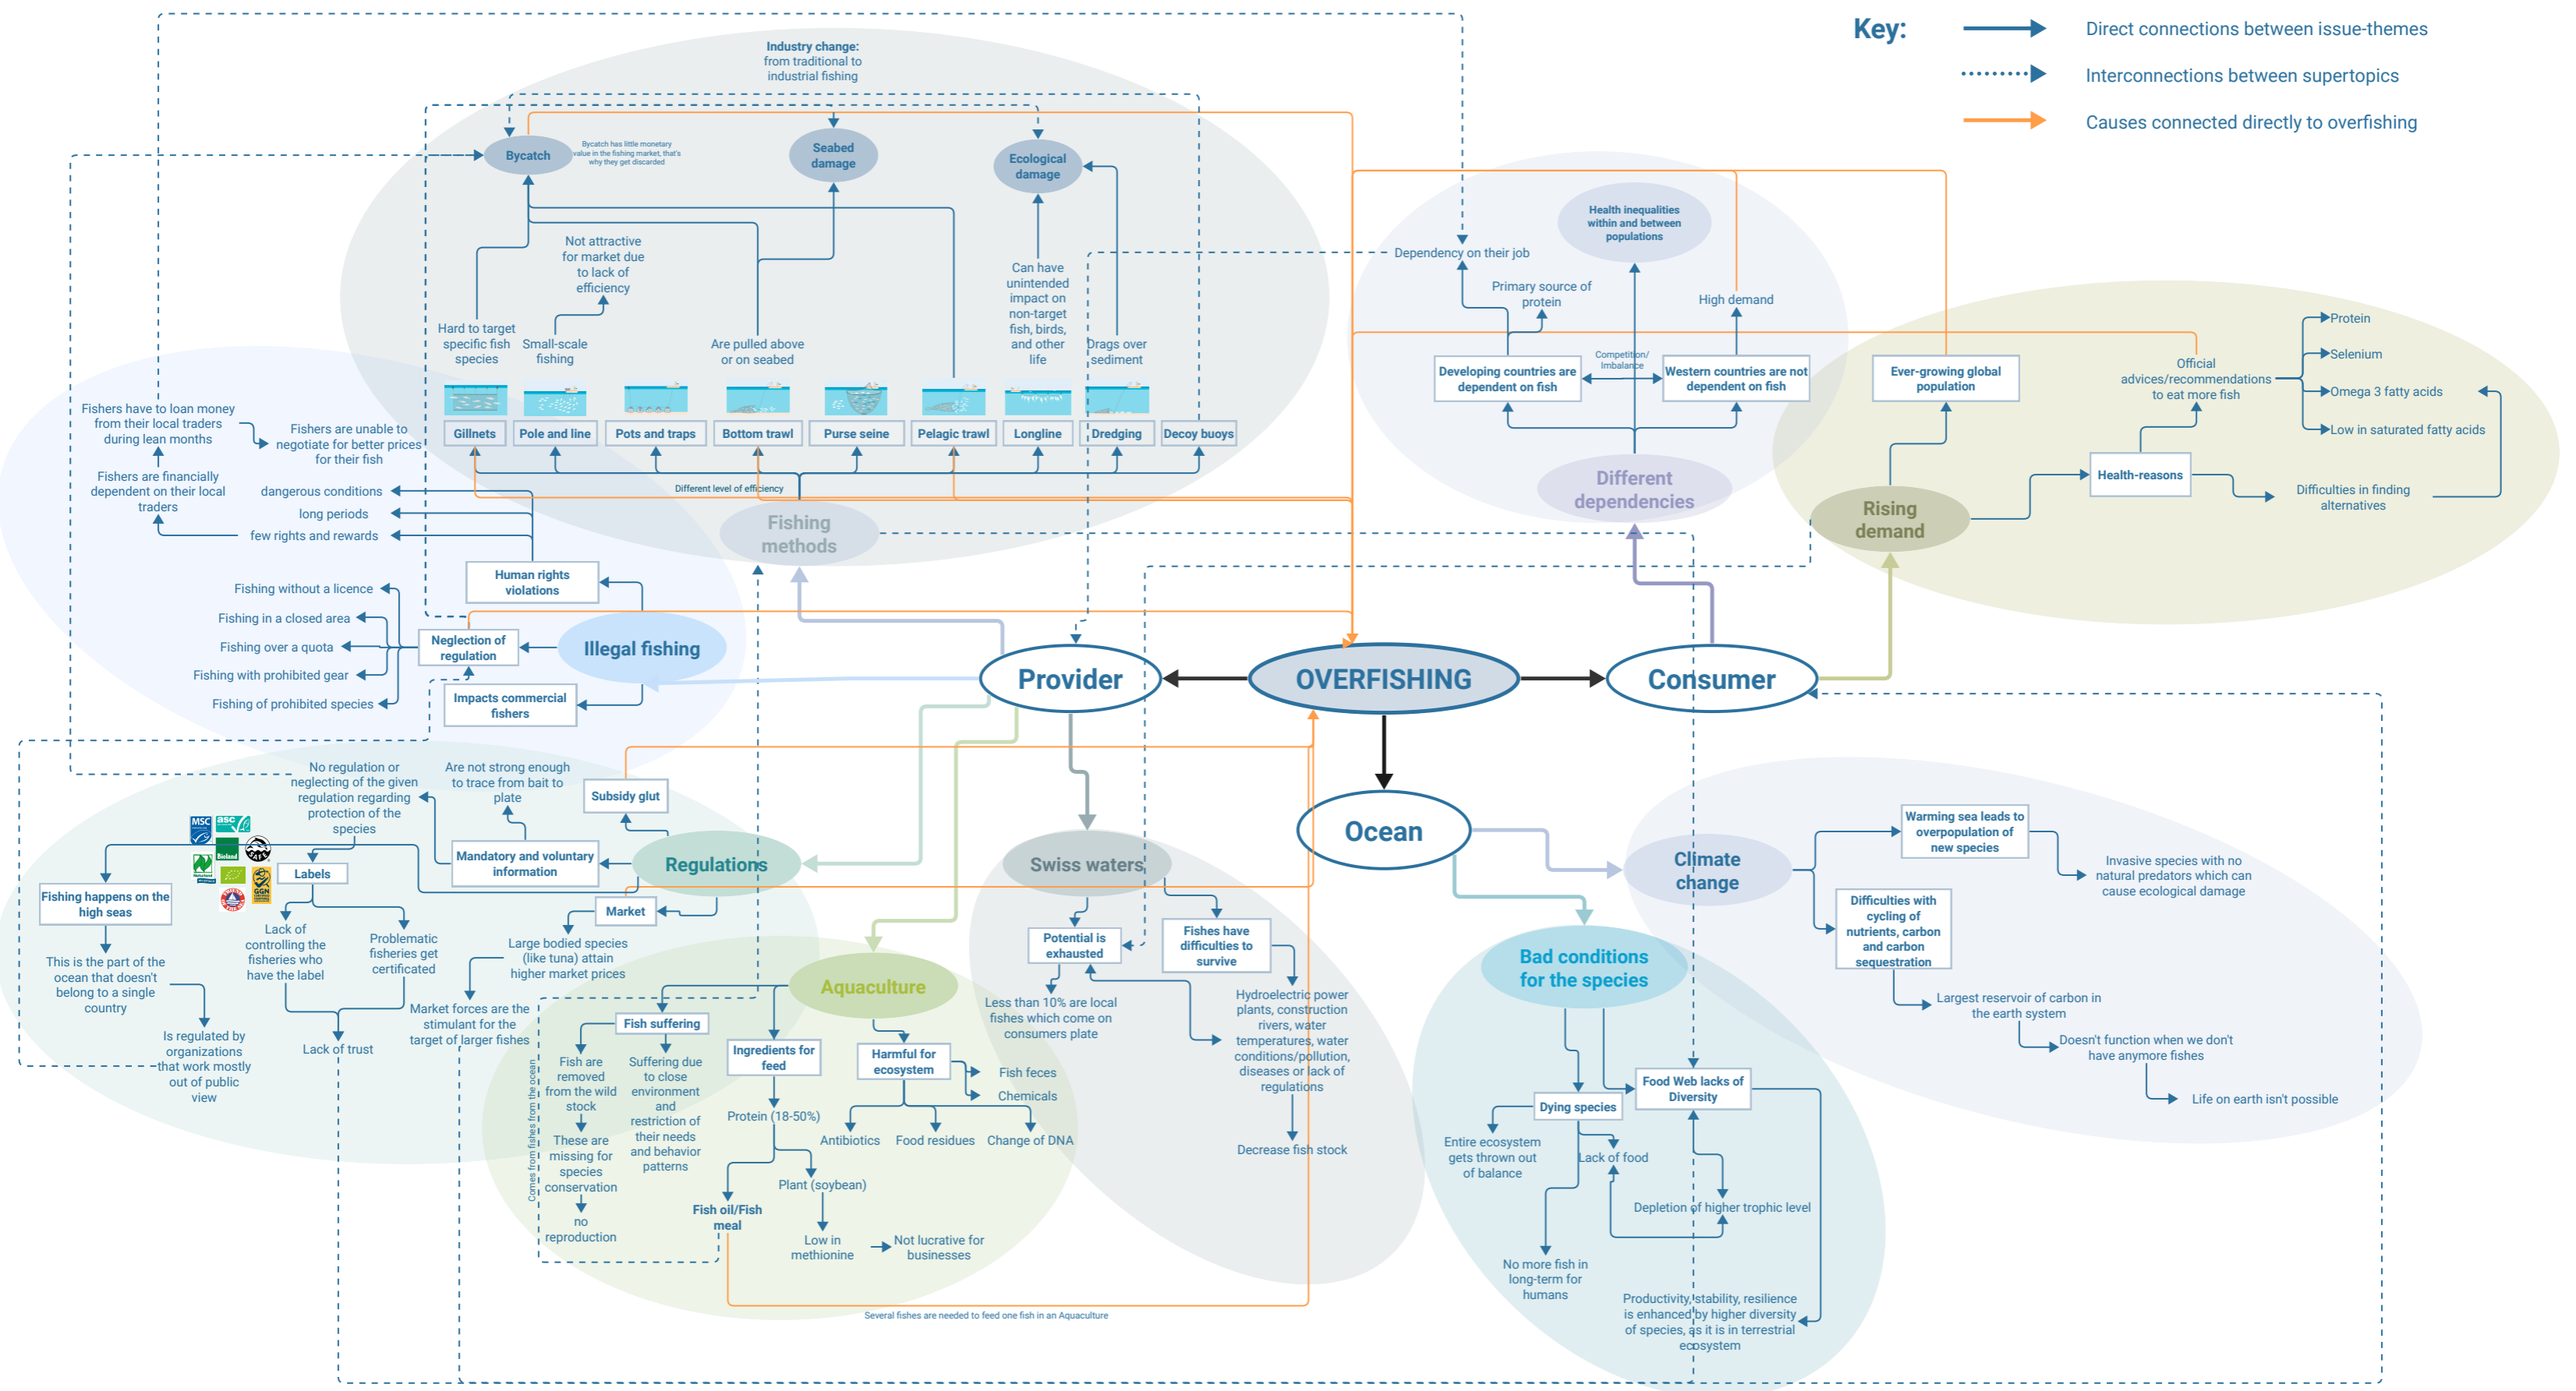 Key:
Direct connections between issue-themes
Interconnections between supertopics
Causes connected directly to overfishing
Industry change:
from traditional to
industrial fishing
Bycatch
Bycatch has little monetary
value in the fishing market, that's
why they get discarded
Seabed
damage
Ecological
damage
Not attractive
for market due
to lack of
efficiency
Hard to target
specific fish
species
Small-scale
fishing
Are pulled above
or on seabed
Can have
unintended
impact on
non-target
fish, birds,
and other
life
Drags over
sediment
Gillnets
Pole and line
Pots and traps
Bottom trawl
Purse seine
Pelagic trawl
Longline
Dredging
Decoy buoys
Different level of efficiency
Fishing
methods
Health inequalities
within and between
populations
Dependency on their job
Primary source of
protein
High demand
Developing countries are
dependent on fish
Competition/
Imbalance
Western countries are not
dependent on fish
Different
dependencies
Ever-growing global
population
Official
advices/recommendations
to eat more fish
Protein
Selenium
Omega 3 fatty acids
Low in saturated fatty acids
Health-reasons
Difficulties in finding
alternatives
Rising
demand
Fishers have to loan money
from their local traders
during lean months
Fishers are unable to
negotiate for better prices
for their fish
Fishers are financially
dependent on their local
traders
dangerous conditions
long periods
few rights and rewards
Human rights
violations
Fishing without a licence
Fishing in a closed area
Fishing over a quota
Fishing with prohibited gear
Fishing of prohibited species
Neglection of
regulation
Illegal fishing
Impacts commercial
fishers
Provider
OVERFISHING
Consumer
Ocean
No regulation or
neglecting of the given
regulation regarding
protection of the
species
Are not strong enough
to trace from bait to
plate
Subsidy glut
MSC
asc
Bioland
SAFE
Naturland
GGN
Labels
Mandatory and voluntary
information
Regulations
Fishing happens on the
high seas
Market
Lack of
controlling the
fisheries who
have the label
Problematic
fisheries get
certificated
Large bodied species
(like tuna) attain
higher market prices
This is the part of the
ocean that doesn't
belong to a single
country
Market forces are the
stimulant for the
target of larger fishes
Is regulated by
organizations
that work mostly
out of public
view
Lack of trust
Aquaculture
Fish suffering
Ingredients for
feed
Harmful for
ecosystem
Comes from fishes from the ocean
Fish are
removed
from the wild
stock
These are
missing for
species
conservation
no
reproduction
Suffering due
to close
environment
and
restriction of
their needs
and behavior
patterns
Protein (18-50%)
Fish feces
Chemicals
Antibiotics
Food residues
Change of DNA
Plant (soybean)
Fish oil/Fish
meal
Low in
methionine
Not lucrative for
businesses
Several fishes are needed to feed one fish in an Aquaculture
Swiss waters
Potential is
exhausted
Fishes have
difficulties to
survive
Less than 10% are local
fishes which come on
consumers plate
Hydroelectric power
plants, construction
rivers, water
temperatures, water
conditions/pollution,
diseases or lack of
regulations
Decrease fish stock
Climate
change
Warming sea leads to
overpopulation of
new species
Invasive species with no
natural predators which can
cause ecological damage
Difficulties with
cycling of
nutrients, carbon
and carbon
sequestration
Largest reservoir of carbon in
the earth system
Doesn't function when we don't
have anymore fishes
Life on earth isn't possible
Bad conditions
for the species
Food Web lacks of
Diversity
Dying species
Entire ecosystem
gets thrown out
of balance
Lack of food
Depletion of higher trophic level
No more fish in
long-term for
humans
Productivity, stability, resilience
is enhanced by higher diversity
of species, as it is in terrestrial
ecosystem